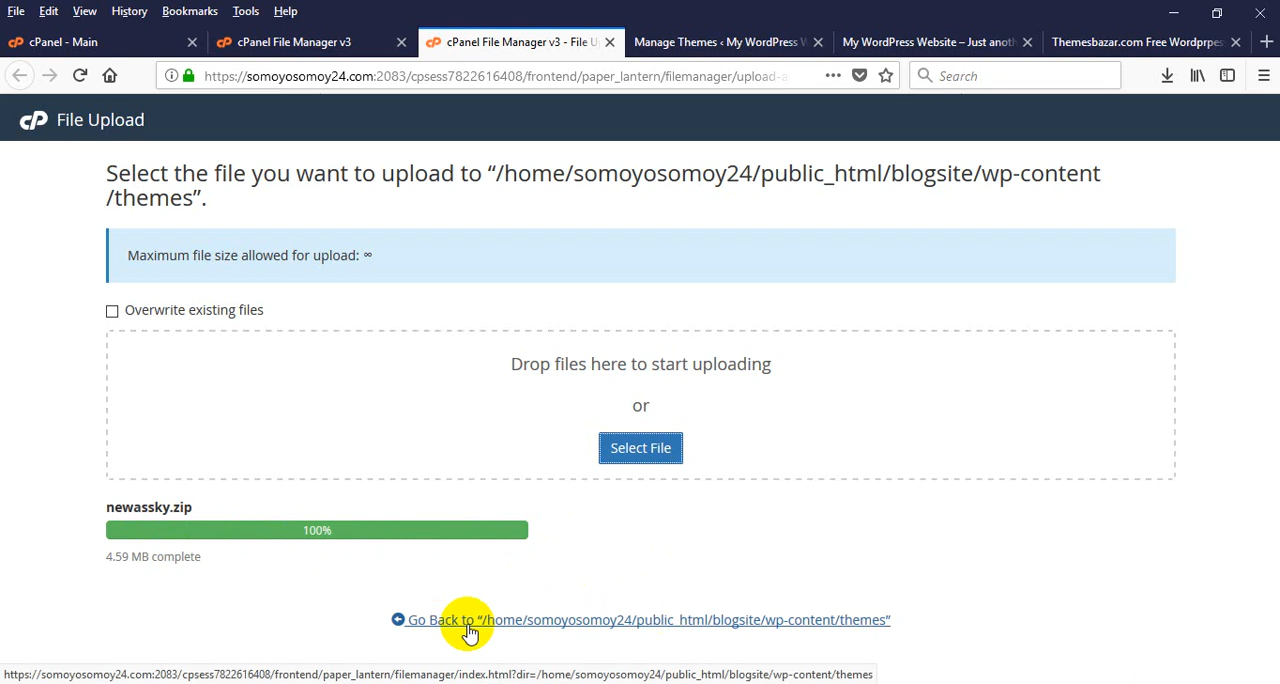 File Edit View History Bookmarks Tools Help
cPanel - Main
cPanel File Manager v3
cPanel File Manager v3 - File U
Manage Themes ‹ My WordPress W
My WordPress Website – Just anoth
Themesbazar.com Free Wordprpes
https://somoyosomoy24.com:2083/cpsess7822616408/frontend/paper_lantern/filemanager/upload-a
Search
cP File Upload
Select the file you want to upload to “/home/somoyosomoy24/public_html/blogsite/wp-content
/themes”.
Maximum file size allowed for upload: ∞
Overwrite existing files
Drop files here to start uploading
or
Select File
newassky.zip
100%
4.59 MB complete
Go Back to “/home/somoyosomoy24/public_html/blogsite/wp-content/themes”
https://somoyosomoy24.com:2083/cpsess7822616408/frontend/paper_lantern/filemanager/index.html?dir=/home/somoyosomoy24/public_html/blogsite/wp-content/themes